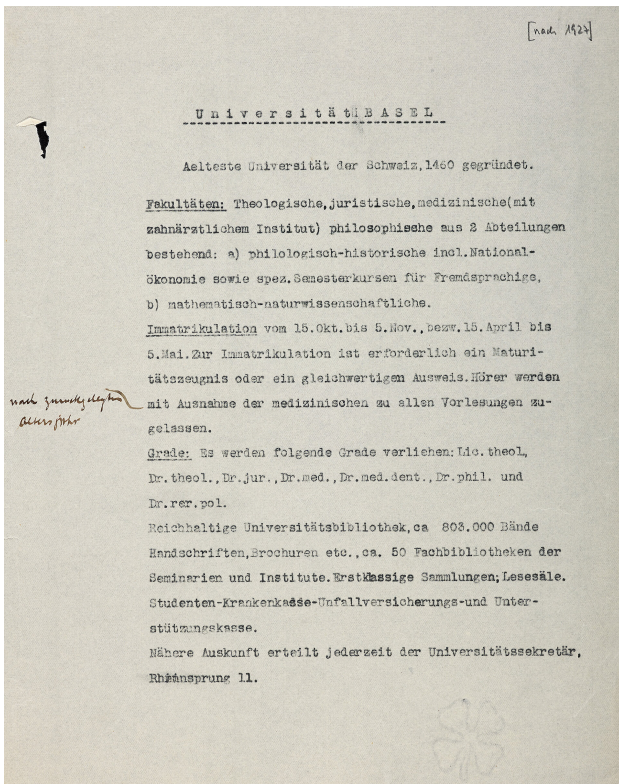 [nach 1927]
Universität BASEL
Aelteste Universität der Schweiz,1460 gegründet.
Fakultäten: Theologische,juristische,medizinische(mit
zahnärztlichem Institut) philosophische aus 2 Abteilungen
bestehend: a) philologisch-historische incl.National-
ökonomie sowie spez.Semesterkursen für Fremdsprachige,
b) mathematisch-naturwissenschaftliche.
Immatrikulation vom 15.Okt.bis 5.Nov.,bezw.15.April bis
5.Mai.Zur Immatrikulation ist erforderlich ein Maturi-
tätszeugnis oder ein gleichwertigen Ausweis.Hörer werden
nach zurückgelegtem
Altersjahr
mit Ausnahme der medizinischen zu allen Vorlesungen zu-
gelassen.
Grade: Es werden folgende Grade verliehen:Lic.theol.,
Dr.theol.,Dr.jur.,Dr.med.,Dr.med.dent.,Dr.phil. und
Dr.rer.pol.
Reichhaltige Universitätsbibliothek,ca 803.000 Bände
Handschriften,Brochuren etc.,ca. 50 Fachbibliotheken der
Seminarien und Institute.Erstklassige Sammlungen;Lesesäle.
Studenten-Krankenkasse-Unfallversicherungs-und Unter-
stützungskasse.
Nähere Auskunft erteilt jederzeit der Universitätssekretär,
Rheinsprung 11.